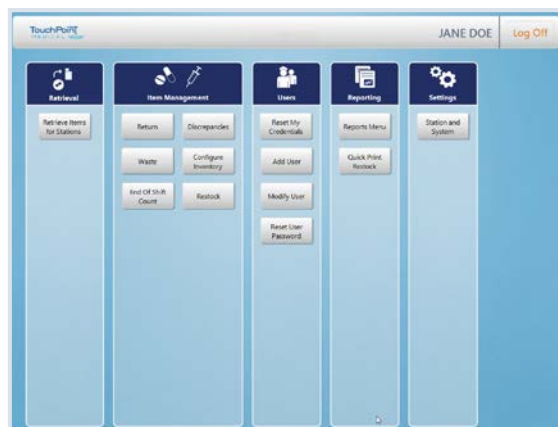 TouchPoint
MEDICAL
JANE DOE
Log Off
Retrieval
Item Management
Users
Reporting
Settings
Retrieve Items
for Stations
Return
Discrepancies
Waste
Configure
Inventory
End Of Shift
Count
Restock
Reset My
Credentials
Add User
Modify User
Reset User
Password
Reports Menu
Quick Print
Restock
Station and
System